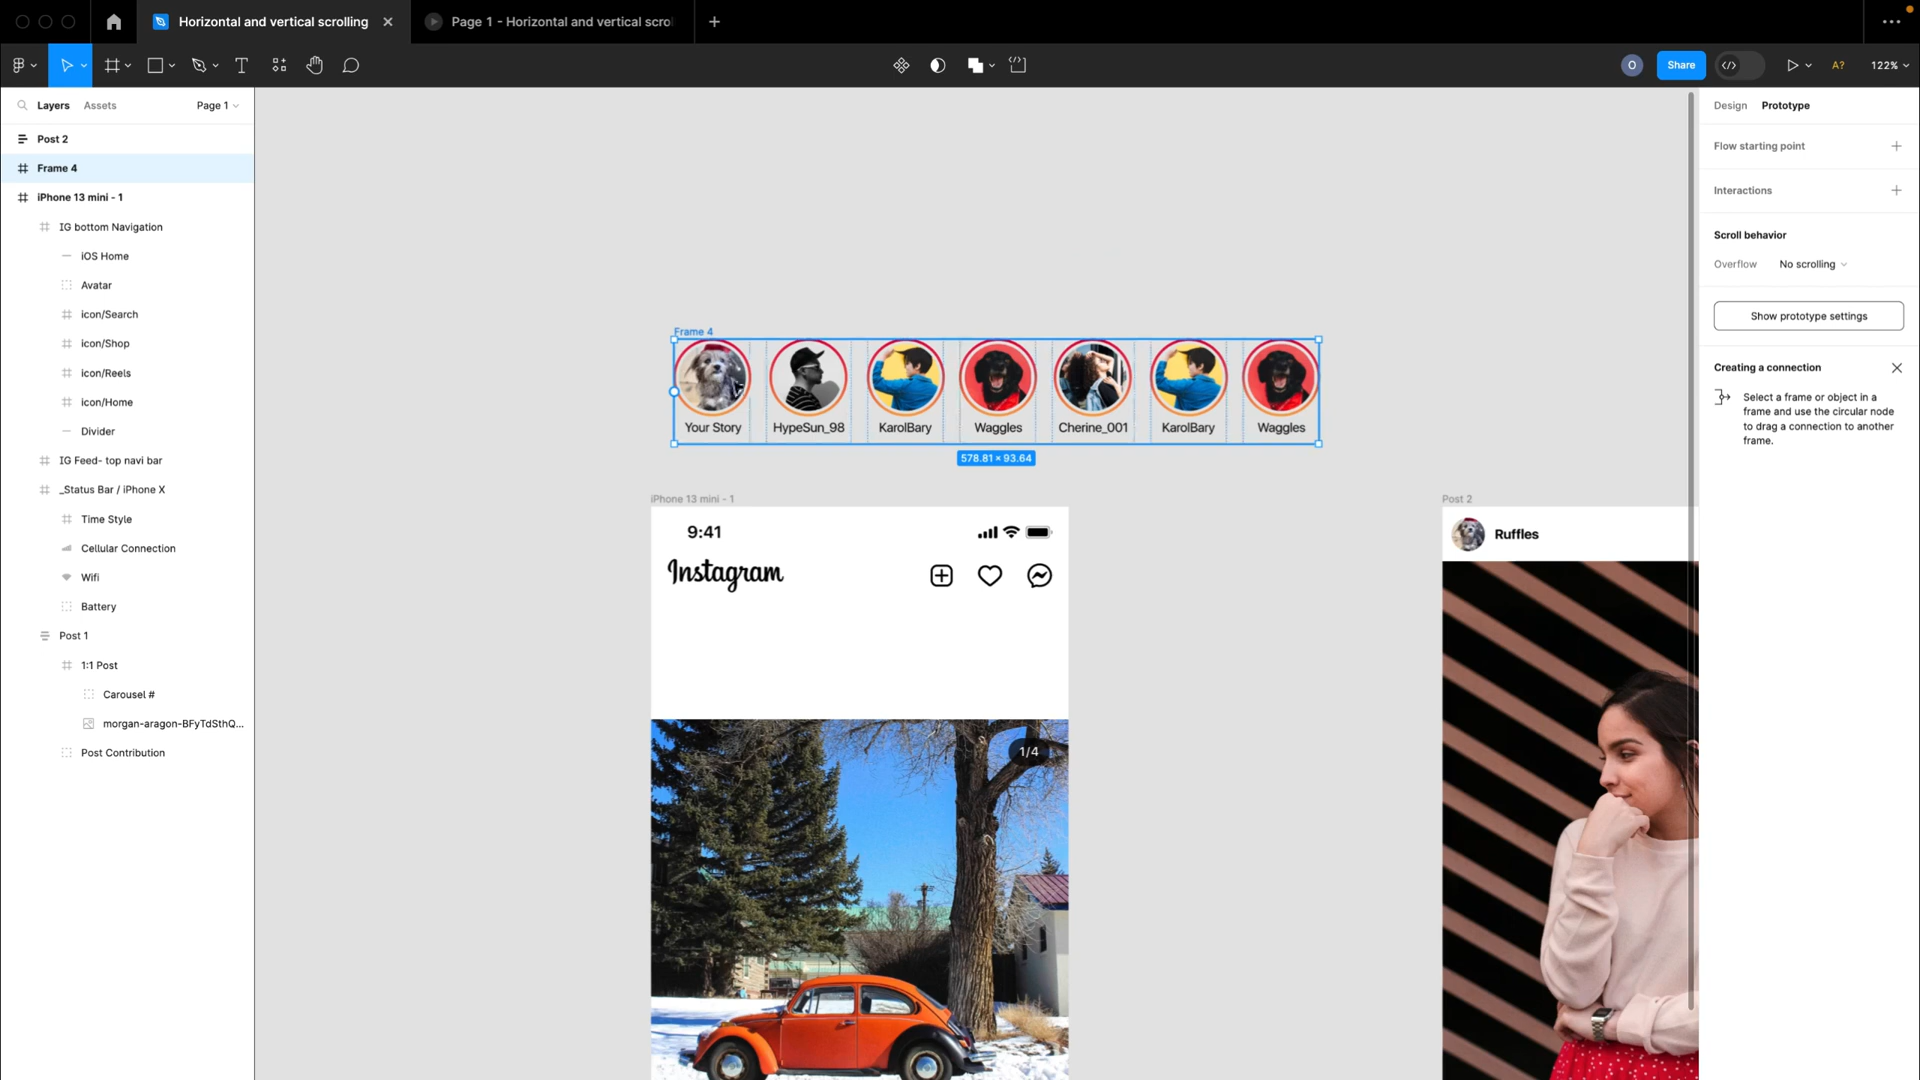 Horizontal and vertical scrolling
Page 1 - Horizontal and vertical scro
O
Share
A?
122%
Layers
Assets
Page 1
Design
Prototype
Post 2
Frame 4
iPhone 13 mini - 1
IG bottom Navigation
iOS Home
Avatar
icon/Search
icon/Shop
icon/Reels
icon/Home
Divider
IG Feed- top navi bar
_Status Bar / iPhone X
Time Style
Cellular Connection
Wifi
Battery
Post 1
1:1 Post
Carousel #
morgan-aragon-BFyTdSthQ...
Post Contribution
Frame 4
Your Story
HypeSun_98
KarolBary
Waggles
Cherine_001
KarolBary
Waggles
578.81 × 93.64
iPhone 13 mini - 1
9:41
Instagram
1/4
Post 2
Ruffles
Flow starting point
Interactions
Scroll behavior
Overflow
No scrolling
Show prototype settings
Creating a connection
Select a frame or object in a
frame and use the circular node
to drag a connection to another
frame.